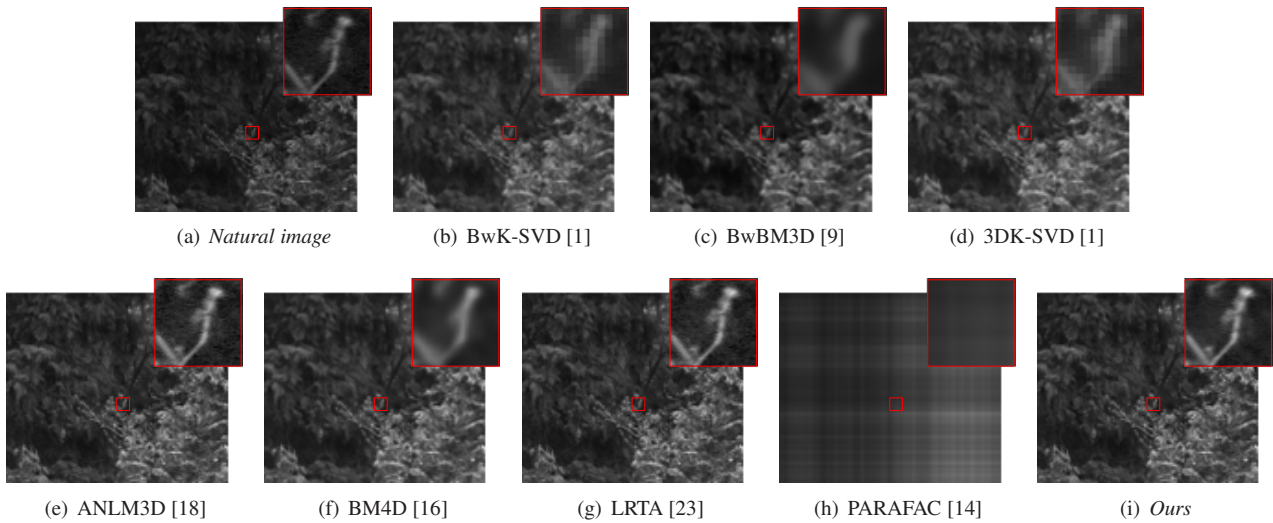 (a) Natural image
(b) BwK-SVD [1]
(c) BwBM3D [9]
(d) 3DK-SVD [1]
(e) ANLM3D [18]
(f) BM4D [16]
(g) LRTA [23]
(h) PARAFAC [14]
(i) Ours